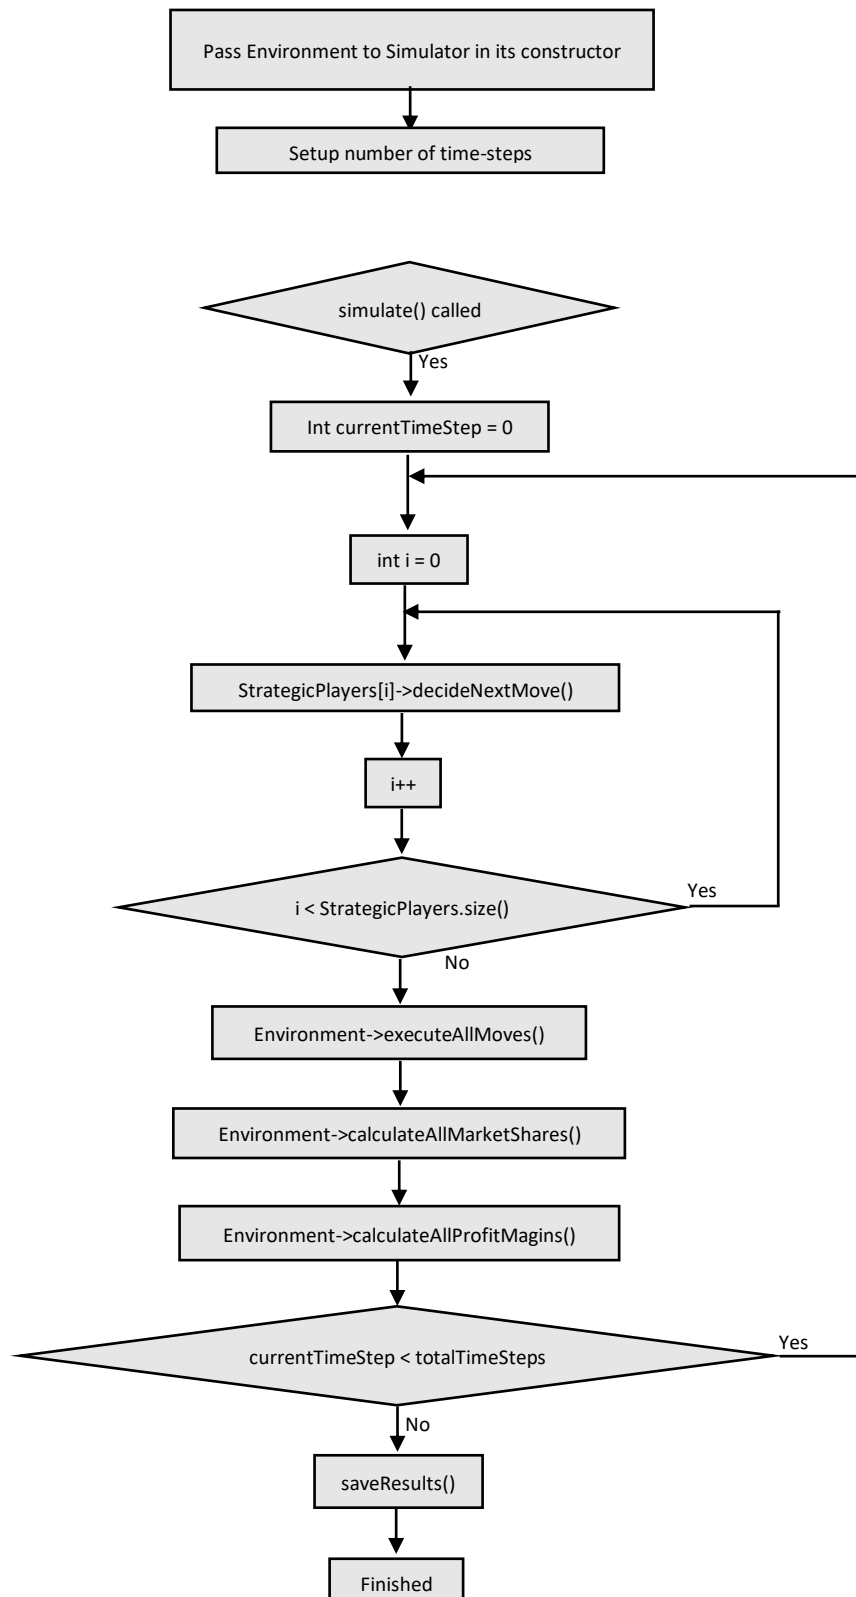 Pass Environment to Simulator in its constructor
Setup number of time-steps
simulate() called
Yes
Int currentTimeStep = 0
int i = 0
StrategicPlayers[i]->decideNextMove()
i++
i < StrategicPlayers.size()
Yes
No
Environment->executeAllMoves()
Environment->calculateAllMarketShares()
Environment->calculateAllProfitMagins()
currentTimeStep < totalTimeSteps
Yes
No
saveResults()
Finished